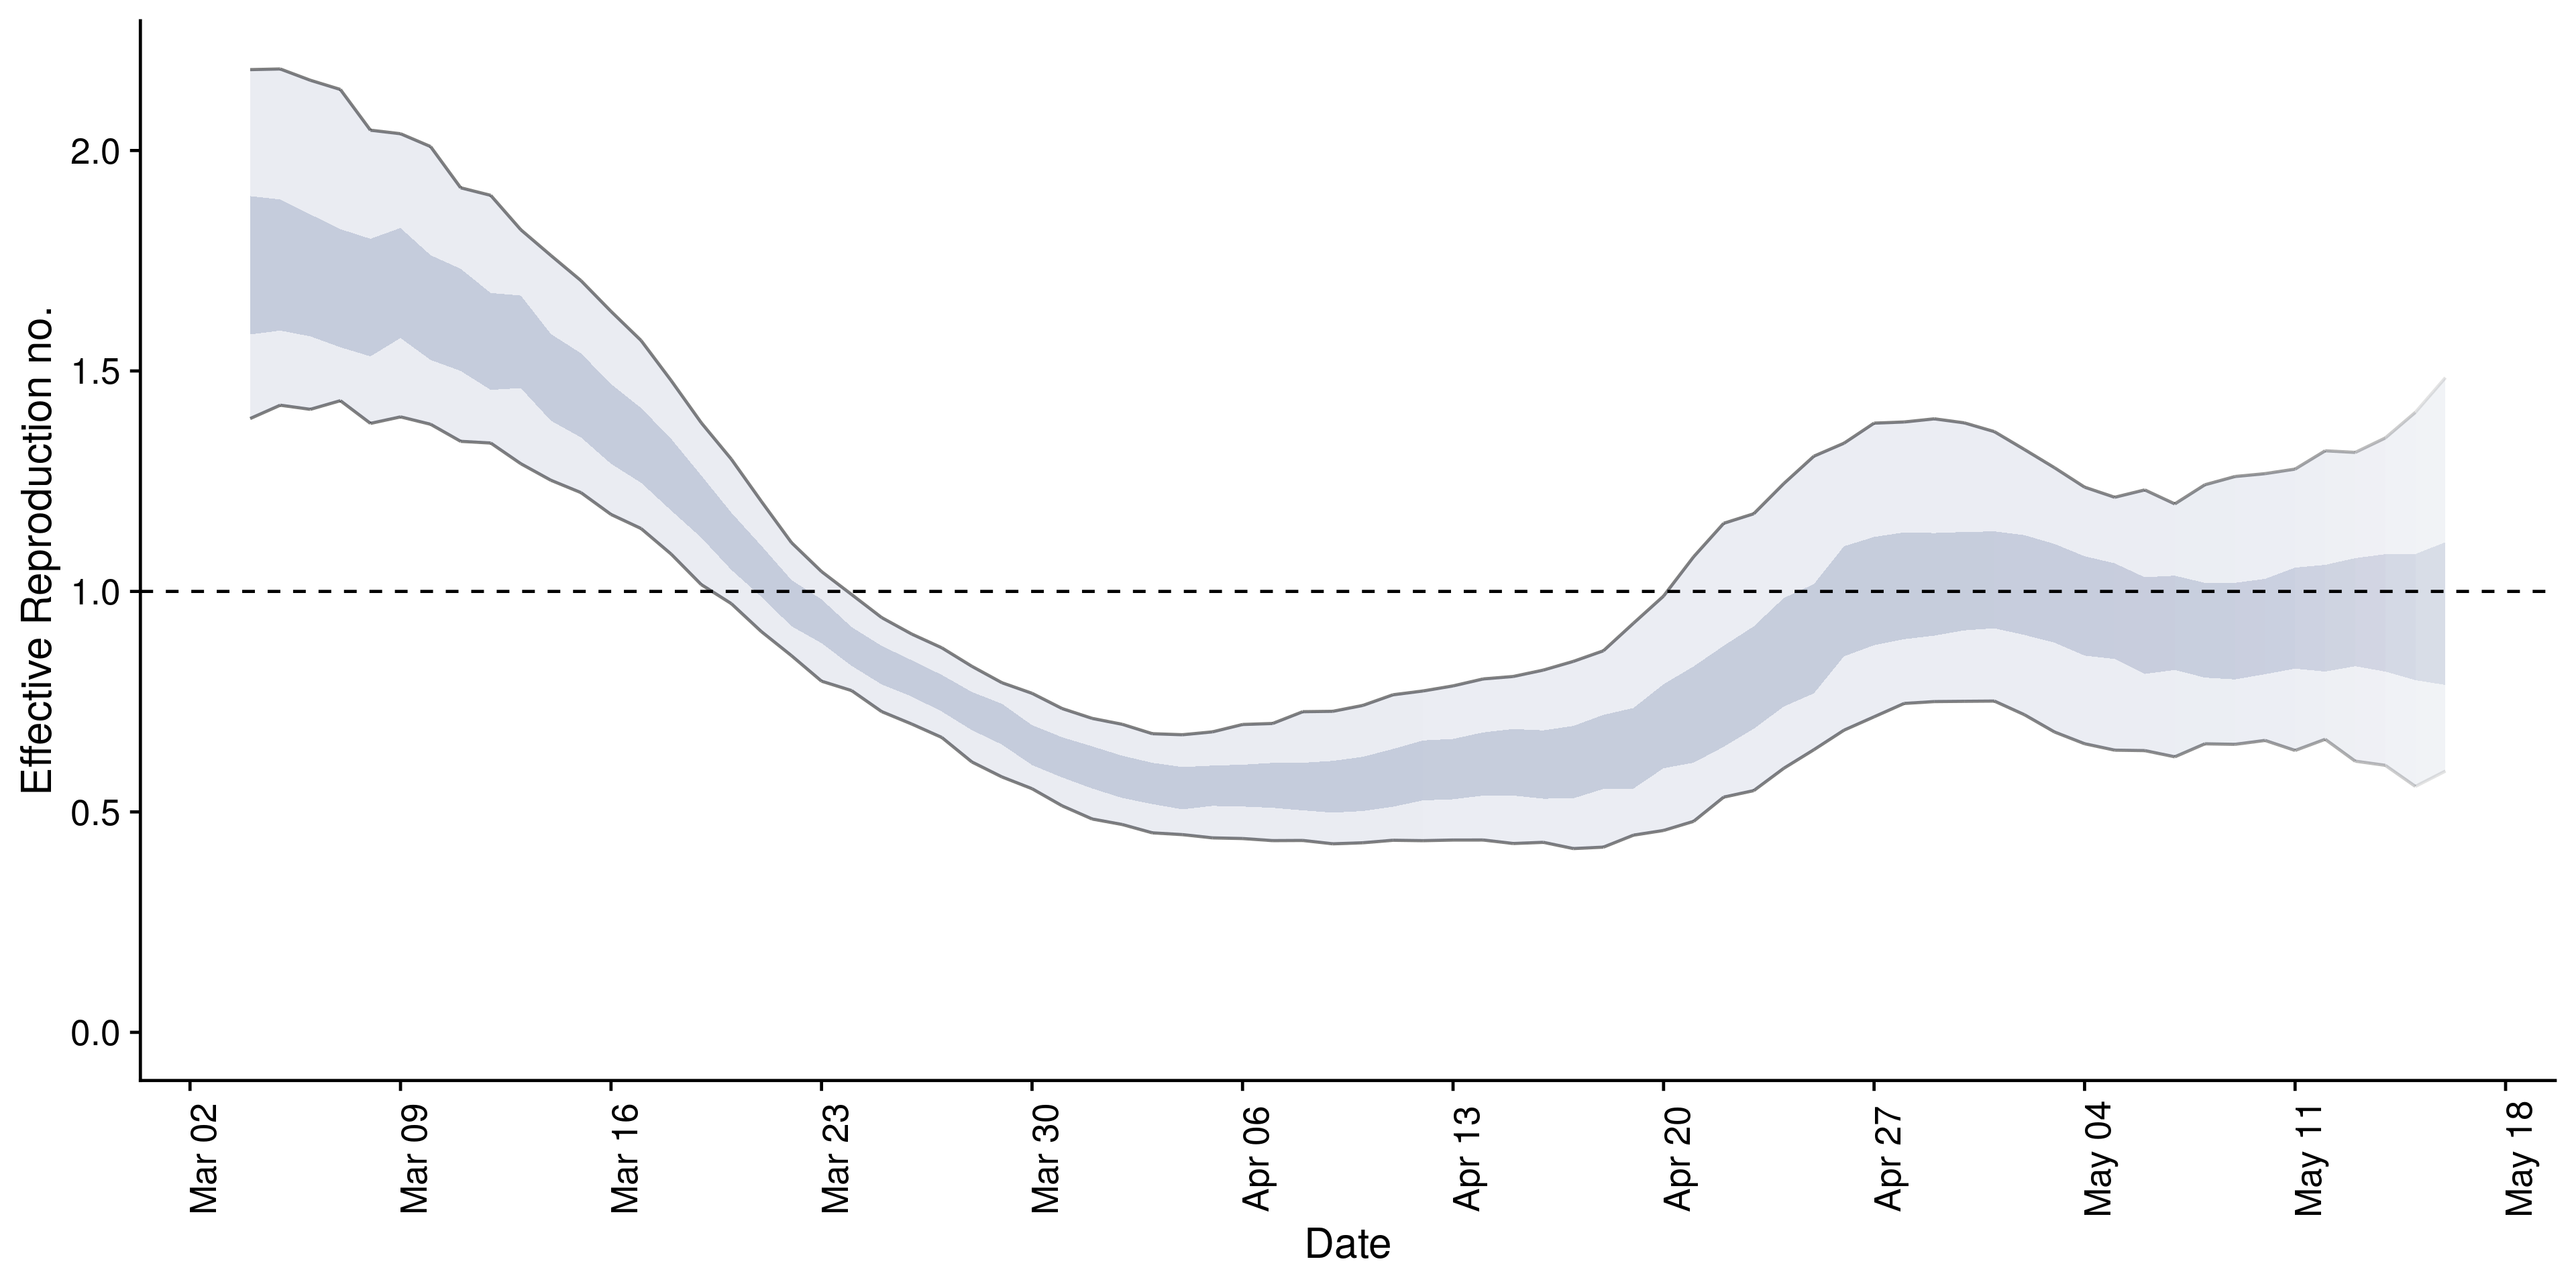 Effective Reproduction no.
2.0
1.5
1.0
0.5
0.0
Mar 02
Mar 09
Mar 16
Mar 23
Mar 30
Apr 06
Apr 13
Apr 20
Apr 27
May 04
May 11
May 18
Date